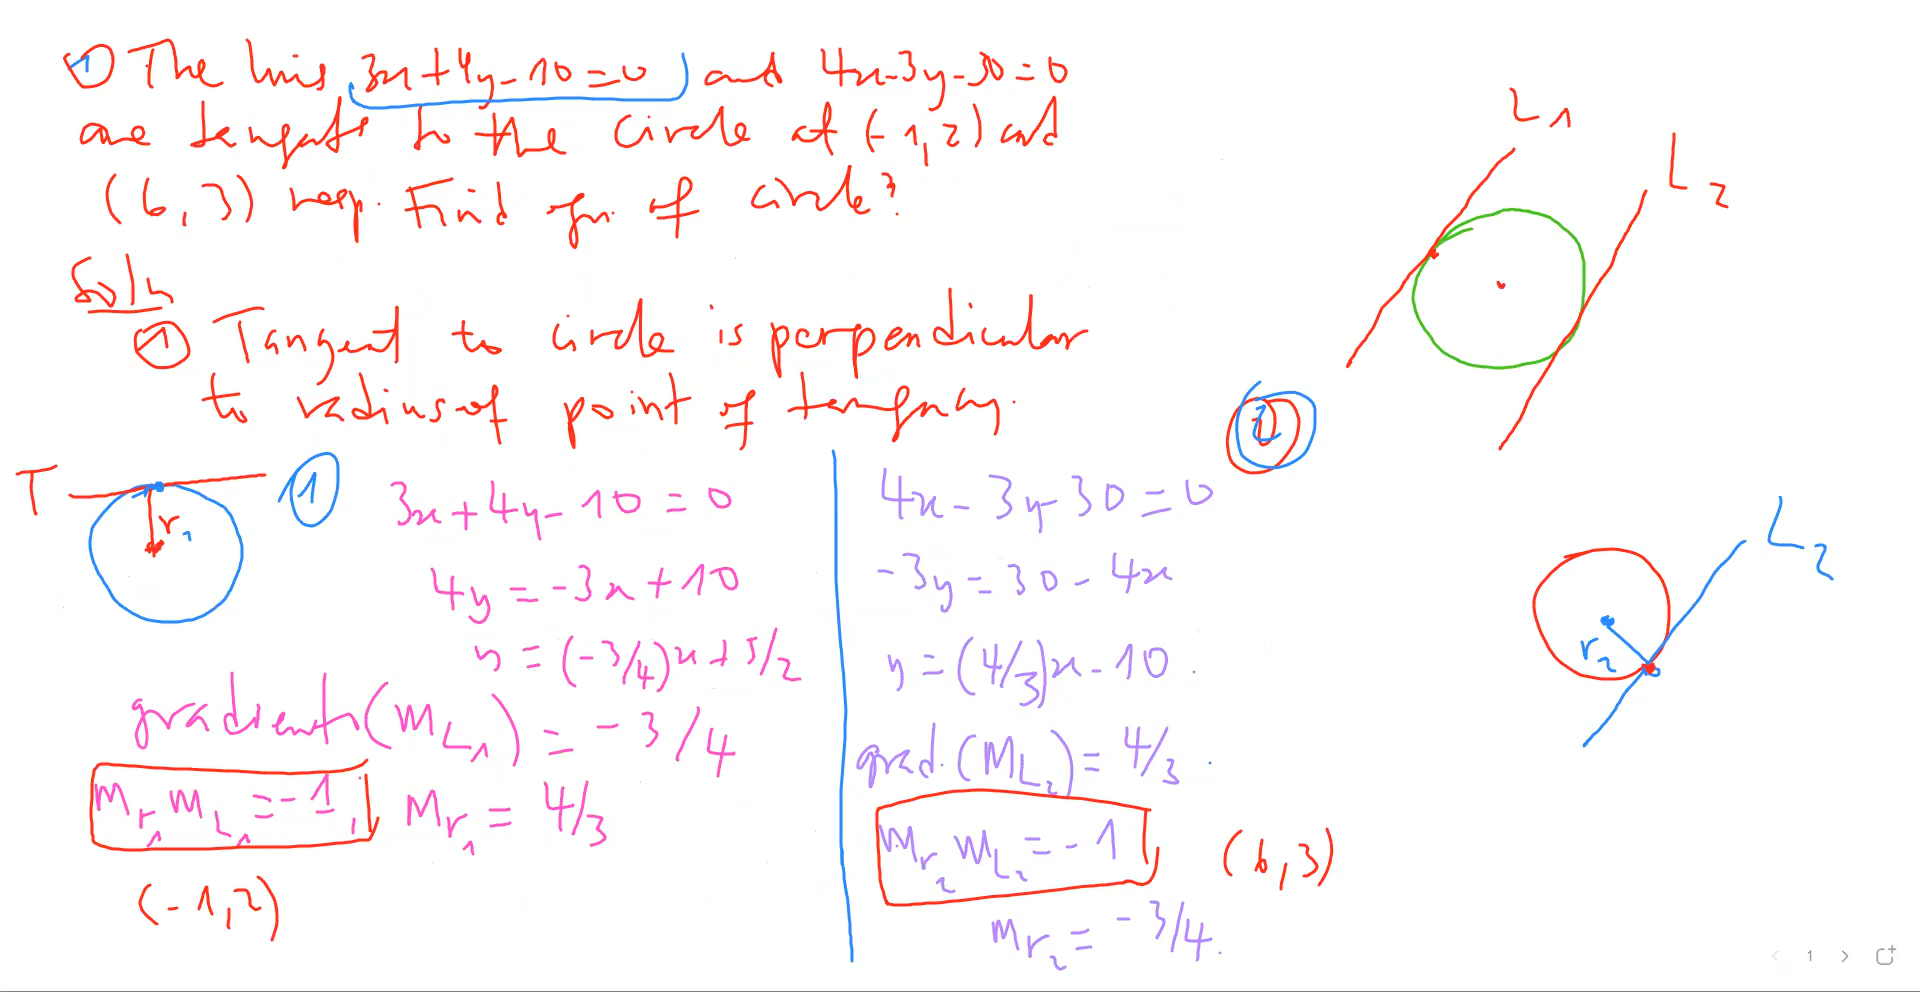 ① The lines 3x+4y-10=0 and 4x-3y-30=0
are tangents to the circle at (-1,2) and
(6,3) resp. Find eqn. of circle?
Soln
① Tangent to circle is perpendicular
to radius of point of tangency.
L1
L2
T
r1
①
3x+4y-10=0
4y=-3x+10
y=(-3/4)x+5/2
gradient(mL1)=-3/4
mr1 mL1=-1, mr1=4/3
(-1,2)
②
4x-3y-30=0
-3y=30-4x
y=(4/3)x-10.
grad.(mL2)=4/3.
mr2 mL2=-1, (6,3)
mr2=-3/4.
L2
r2
1